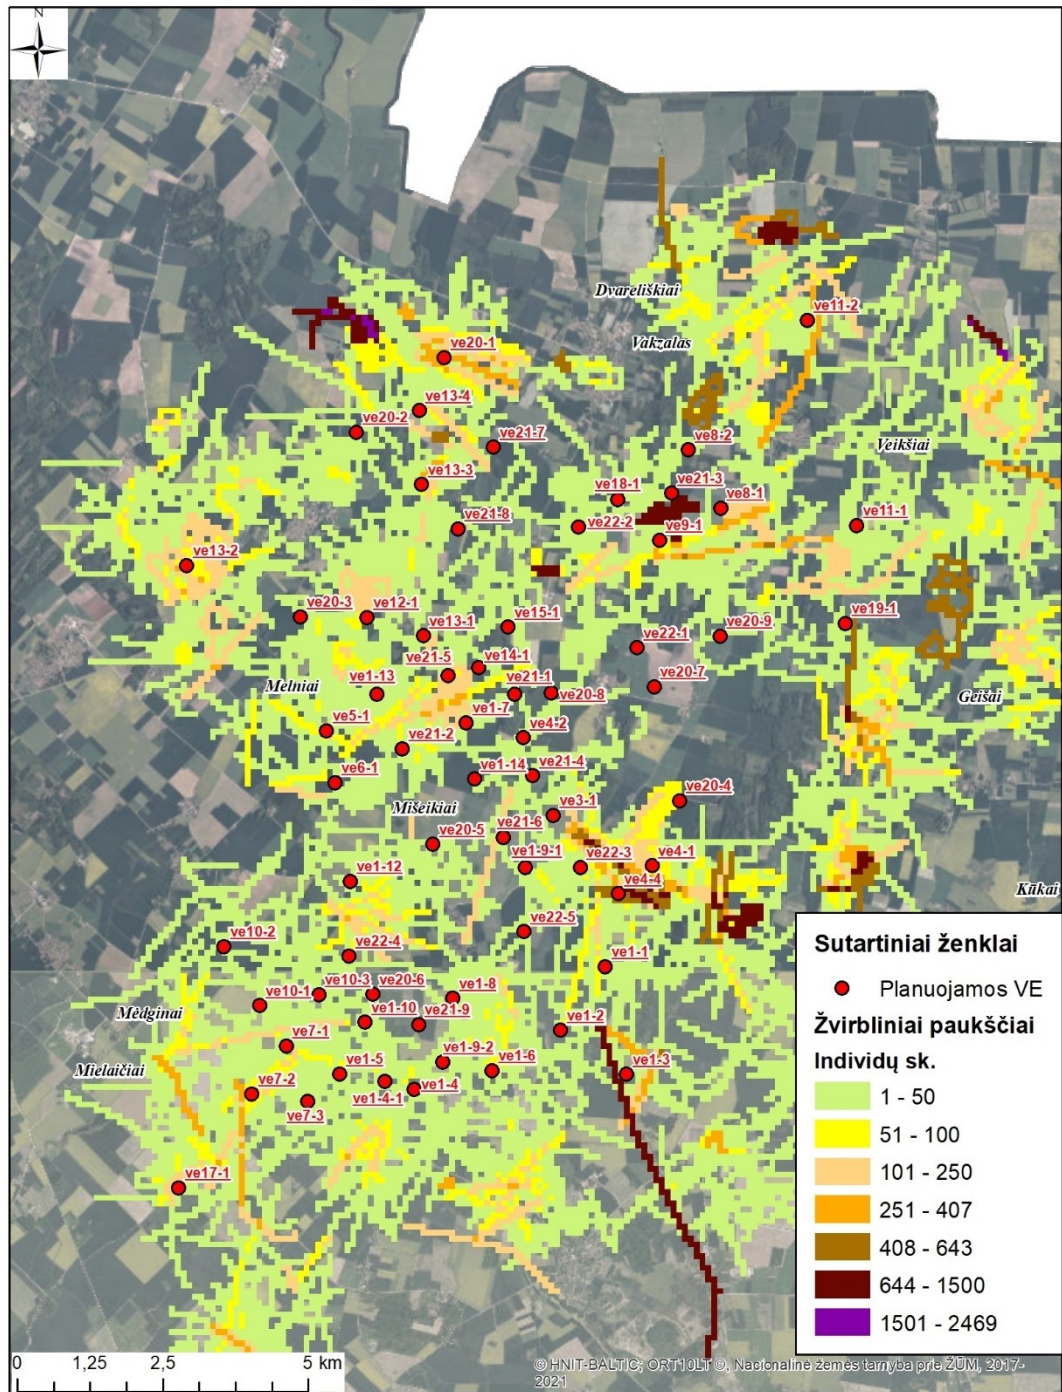 N
Dvareliškiai
ve11-2
Vakzalas
ve20-1
ve13-4
ve20-2
ve21-7
ve8-2
Veikšiai
ve13-3
ve21-3
ve18-1
ve8-1
ve11-1
ve21-8
ve22-2
ve9-1
ve13-2
ve20-3
ve12-1
ve15-1
ve19-1
ve13-1
ve20-9
ve22-1
ve14-1
ve21-5
Melniai
ve1-13
ve21-1
ve20-8
ve20-7
Geišai
ve1-7
ve5-1
ve4-2
ve21-2
ve6-1
ve1-14
ve21-4
ve20-4
Mišeikiai
ve3-1
ve20-5
ve21-6
ve1-9-1
ve22-3
ve4-1
ve1-12
ve4-4
Kūkai
ve10-2
ve22-5
ve22-4
ve1-1
ve10-3
ve20-6
ve1-8
ve10-1
Mėdginai
ve1-10
ve21-9
ve1-2
ve7-1
Mielaičiai
ve1-5
ve1-9-2
ve1-6
ve1-3
ve7-2
ve1-4-1
ve1-4
ve7-3
ve17-1
Sutartiniai ženklai
Planuojamos VE
Žvirbliniai paukščiai
Individų sk.
1 - 50
51 - 100
101 - 250
251 - 407
408 - 643
644 - 1500
1501 - 2469
0 1,25 2,5 5 km
© HNIT-BALTIC; ORT10LT ©, Nacionalinė žemės tarnyba prie ŽŪM, 2017-
2021